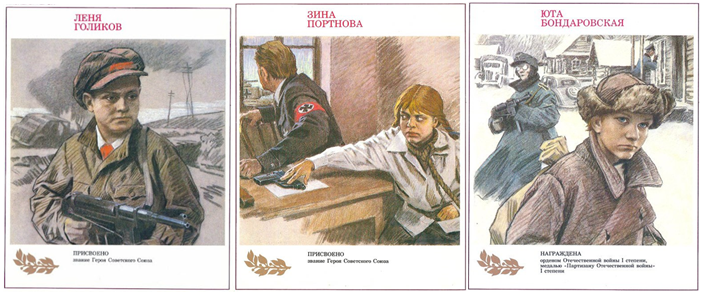 ЛЕНЯ
ГОЛИКОВ
ПРИСВОЕНО
звание Героя Советского Союза
ЗИНА
ПОРТНОВА
ПРИСВОЕНО
звание Героя Советского Союза
ЮТА
БОНДАРОВСКАЯ
НАГРАЖДЕНА
орденом Отечественной войны I степени,
медалью «Партизану Отечественной войны»
I степени